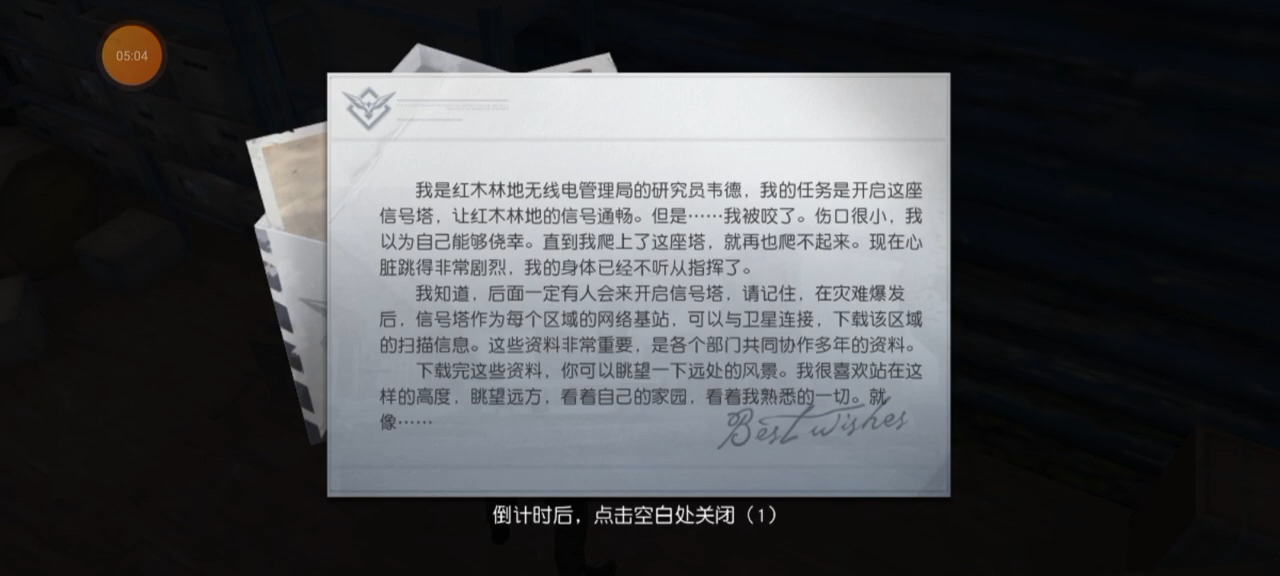 05:04
我是红木林地无线电管理局的研究员韦德，我的任务是开启这座
信号塔，让红木林地的信号通畅。但是……我被咬了。伤口很小，我
以为自己能够侥幸。直到我爬上了这座塔，就再也爬不起来。现在心
脏跳得非常剧烈，我的身体已经不听从指挥了。
我知道，后面一定有人会来开启信号塔，请记住，在灾难爆发
后，信号塔作为每个区域的网络基站，可以与卫星连接，下载该区域
的扫描信息。这些资料非常重要，是各个部门共同协作多年的资料。
下载完这些资料，你可以眺望一下远处的风景。我很喜欢站在这
样的高度，眺望远方，看着自己的家园，看着我熟悉的一切。就
像……
Best wishes
倒计时后，点击空白处关闭（1）